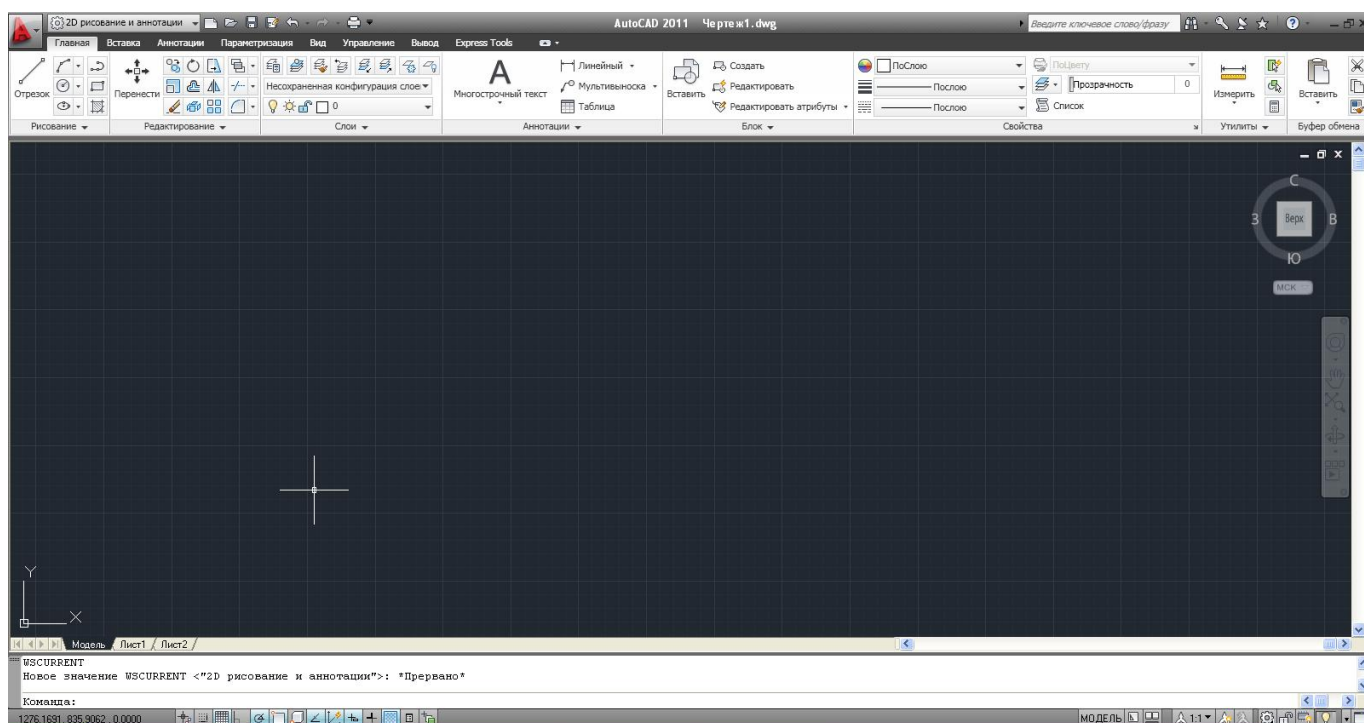 2D рисование и аннотации AutoCAD 2011 Чертеж1.dwg Введите ключевое слово/фразу
Главная Вставка Аннотации Параметризация Вид Управление Вывод Express Tools
Отрезок
Перенести
Несохраненная конфигурация слоев
0
A
Многострочный текст
Линейный
Мультивыноска
Таблица
Вставить
Создать
Редактировать
Редактировать атрибуты
ПоСлою
Послою
Послою
ПоЦвету
Прозрачность 0
Список
Измерить
Вставить
Рисование Редактирование Слои Аннотации Блок Свойства Утилиты Буфер обмена
С
З Верх В
Ю
МСК
Y
X
Модель Лист1 Лист2
WSCURRENT
Новое значение WSCURRENT <"2D рисование и аннотации">: *Прервано*
Команда:
1276.1691, 835.9062, 0.0000 МОДЕЛЬ 1:1